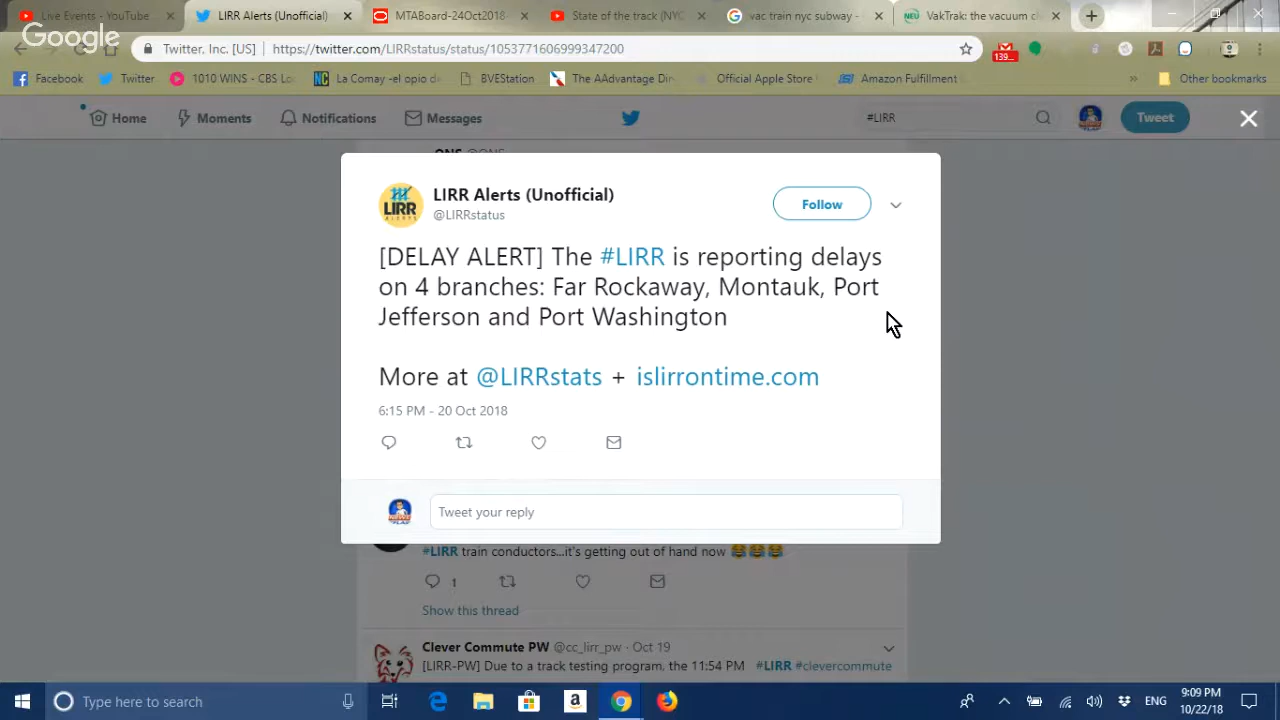 Live Events - YouTube
LIRR Alerts (Unofficial)
MTABoard-24Oct2018-
State of the track (NYC
vac train nyc subway -
VakTrak: the vacuum cl
Google
Twitter, Inc. [US] https://twitter.com/LIRRstatus/status/1053771606999347200
139...
Facebook Twitter 1010 WINS - CBS Lo La Comay -el opio d BVEStation The AAdvantage Dir Official Apple Store Amazon Fulfillment » Other bookmarks
Home Moments Notifications Messages #LIRR Tweet
LIRR Alerts (Unofficial)
@LIRRstatus
Follow
[DELAY ALERT] The #LIRR is reporting delays
on 4 branches: Far Rockaway, Montauk, Port
Jefferson and Port Washington
More at @LIRRstats + islirrontime.com
6:15 PM - 20 Oct 2018
Tweet your reply
#LIRR train conductors...it's getting out of hand now 😂😂😂
1
Show this thread
Clever Commute PW @cc_lirr_pw - Oct 19
[LIRR-PW] Due to a track testing program, the 11:54 PM #LIRR #clevercommute
Type here to search
ENG
9:09 PM
10/22/18